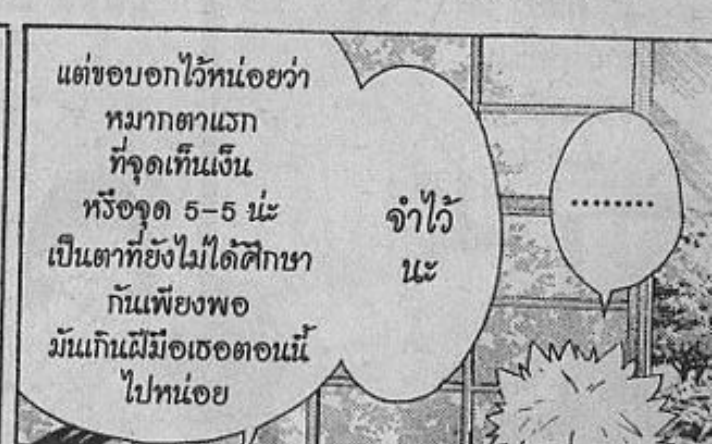 แต่ขอบอกไว้หน่อยว่า
หมากตาแรก
ที่จุดเท็นเง็น
หรือจุด 5-5 น่ะ
เป็นตาที่ยังไม่ได้ศึกษา
กันเพียงพอ
มันเกินฝีมือเธอตอนนี้
ไปหน่อย
จำไว้
นะ
........